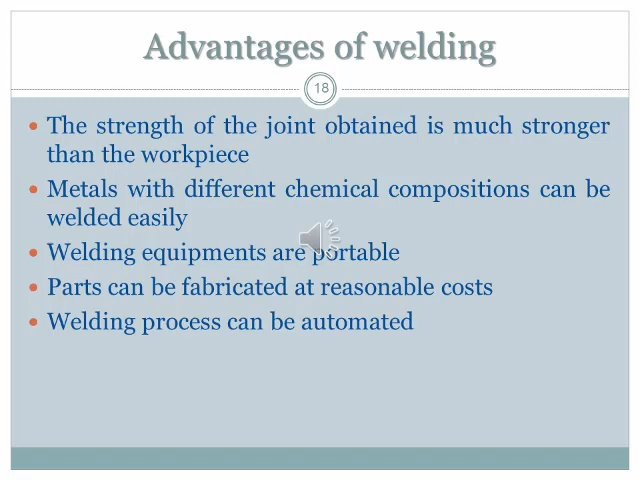 Advantages of welding
18
• The strength of the joint obtained is much stronger
than the workpiece
• Metals with different chemical compositions can be
welded easily
• Welding equipments are portable
• Parts can be fabricated at reasonable costs
• Welding process can be automated